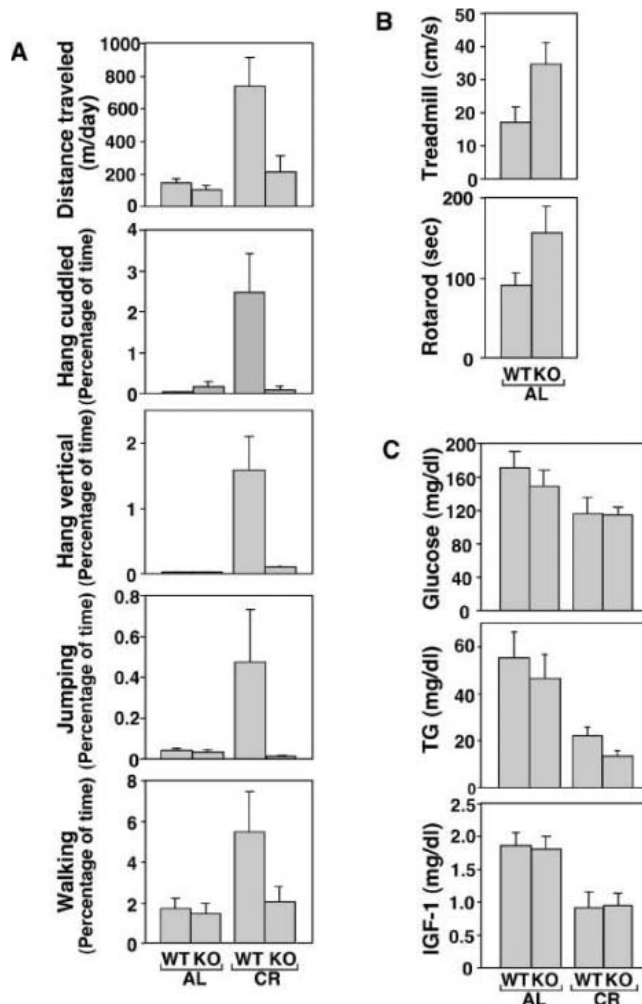 A
Distance traveled
(m/day)
1000
800
600
400
200
0
Hang cuddled
(Percentage of time)
4
3
2
1
0
Hang vertical
(Percentage of time)
2
1
0
Jumping
(Percentage of time)
0.8
0.6
0.4
0.2
0
Walking
(Percentage of time)
8
6
4
2
0
WT KO WT KO
AL CR
B
Treadmill (cm/s)
50
40
30
20
10
0
Rotarod (sec)
200
100
0
WT KO
AL
C
Glucose (mg/dl)
200
160
120
80
40
0
TG (mg/dl)
60
40
20
0
IGF-1 (mg/dl)
2.5
2.0
1.5
1.0
0.5
0
WT KO WT KO
AL CR